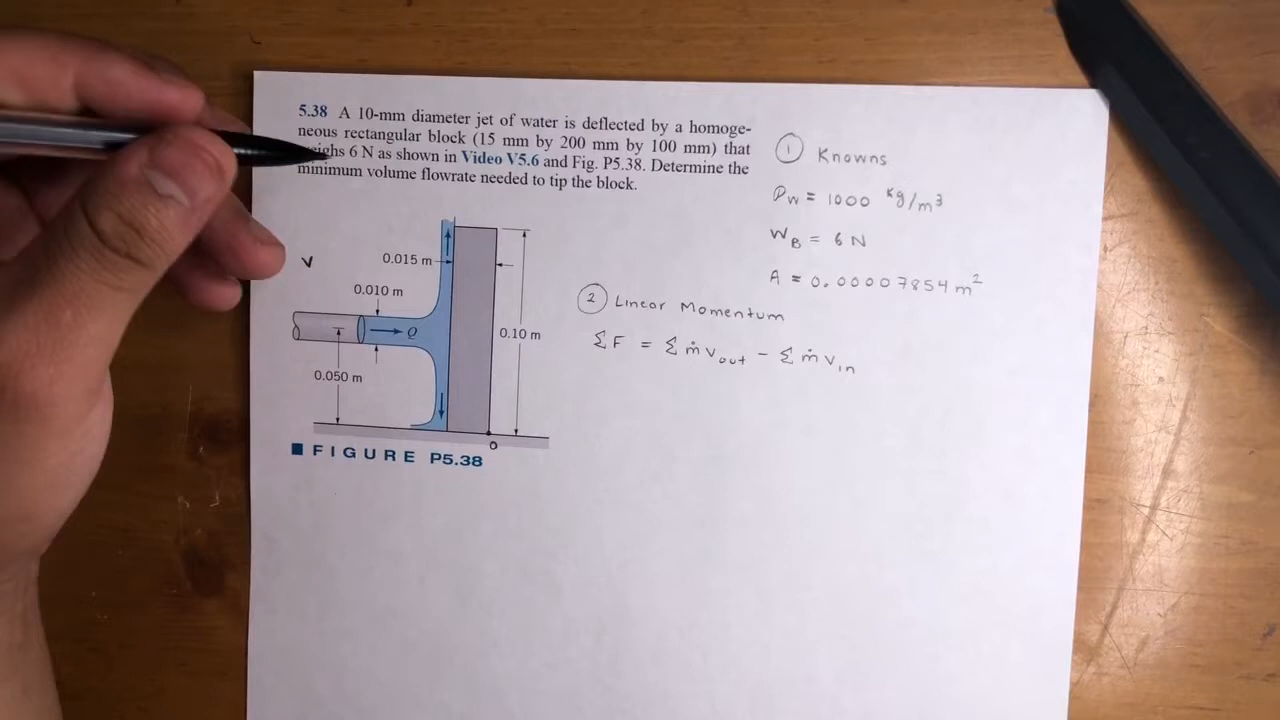 5.38 A 10-mm diameter jet of water is deflected by a homoge-
neous rectangular block (15 mm by 200 mm by 100 mm) that
6 N as shown in Video V5.6 and Fig. P5.38. Determine the
minimum volume flowrate needed to tip the block.
① Knowns
ρw = 1000 kg/m³
WB = 6 N
A = 0.00007854 m²
② Linear Momentum
ΣF = Σṁvout - Σṁvin
V
0.015 m
0.010 m
Q
0.10 m
0.050 m
O
FIGURE P5.38